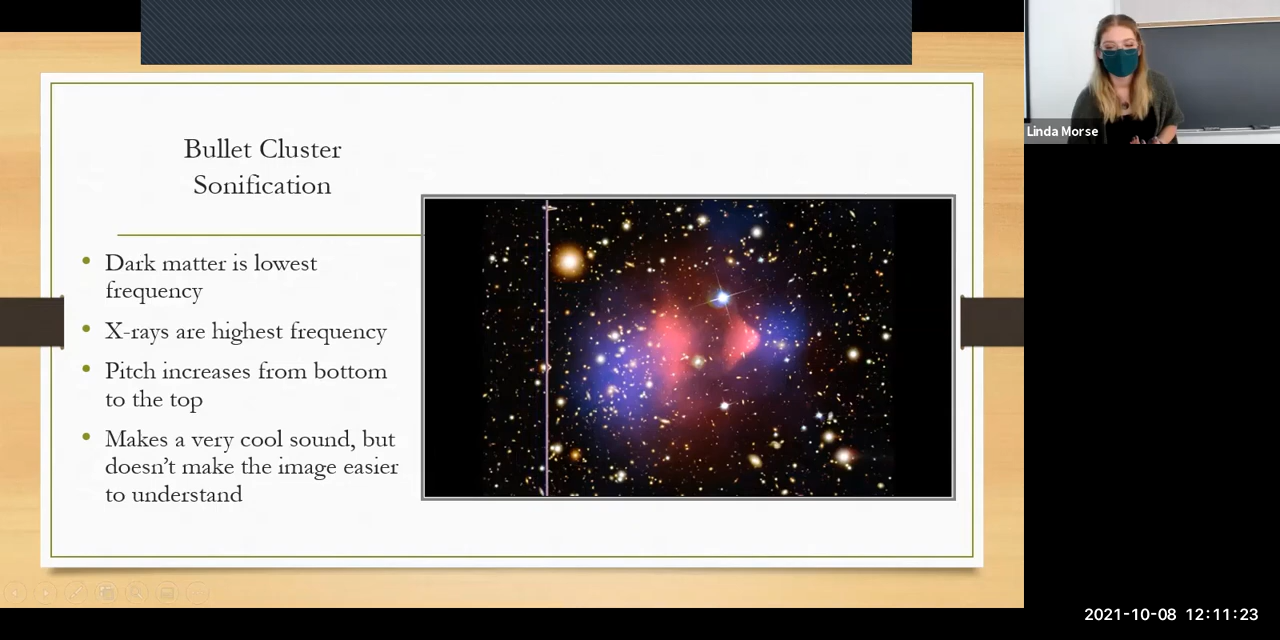 Bullet Cluster
Sonification
Dark matter is lowest
frequency
X-rays are highest frequency
Pitch increases from bottom
to the top
Makes a very cool sound, but
doesn’t make the image easier
to understand
Linda Morse
2021-10-08 12:11:23